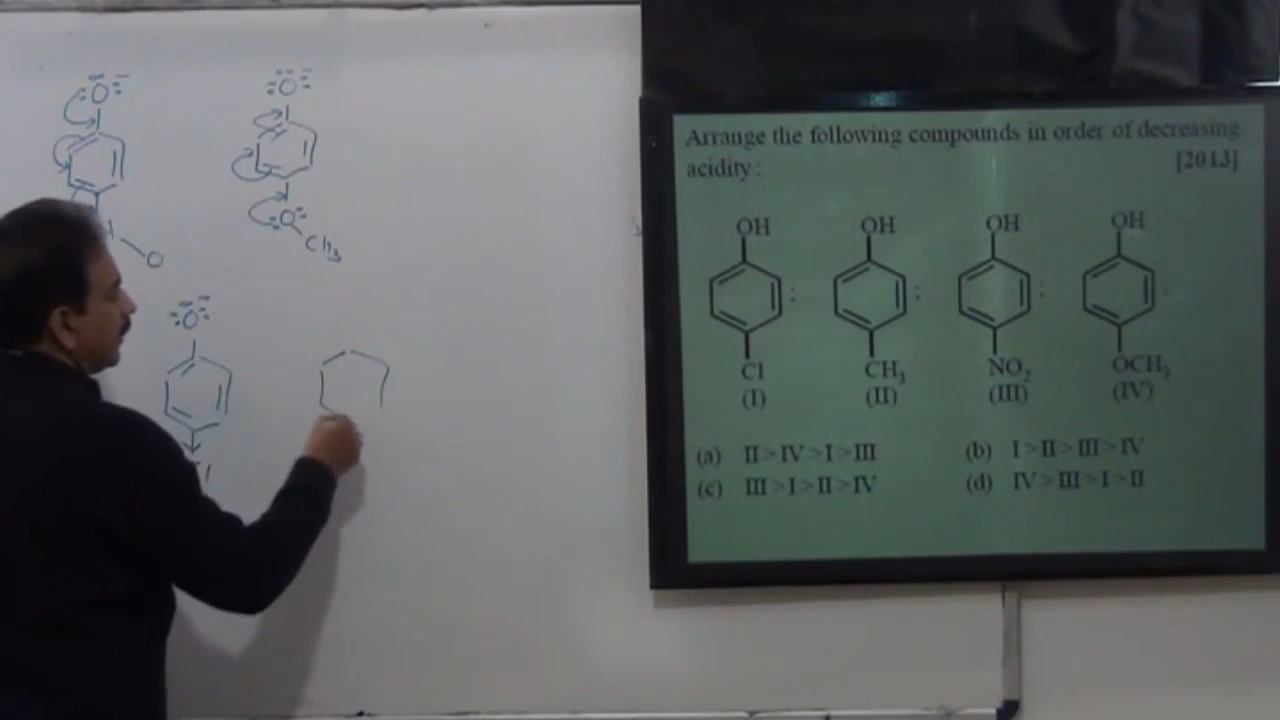 :O:
:O:
:O:
CH3
O
:O:
Arrange the following compounds in order of decreasing
acidity: [2013]
OH OH OH OH
: : : :
Cl CH3 NO2 OCH3
(I) (II) (III) (IV)
(a) II > IV > I > III (b) I > II > III > IV
(c) III > I > II > IV (d) IV > III > I > II